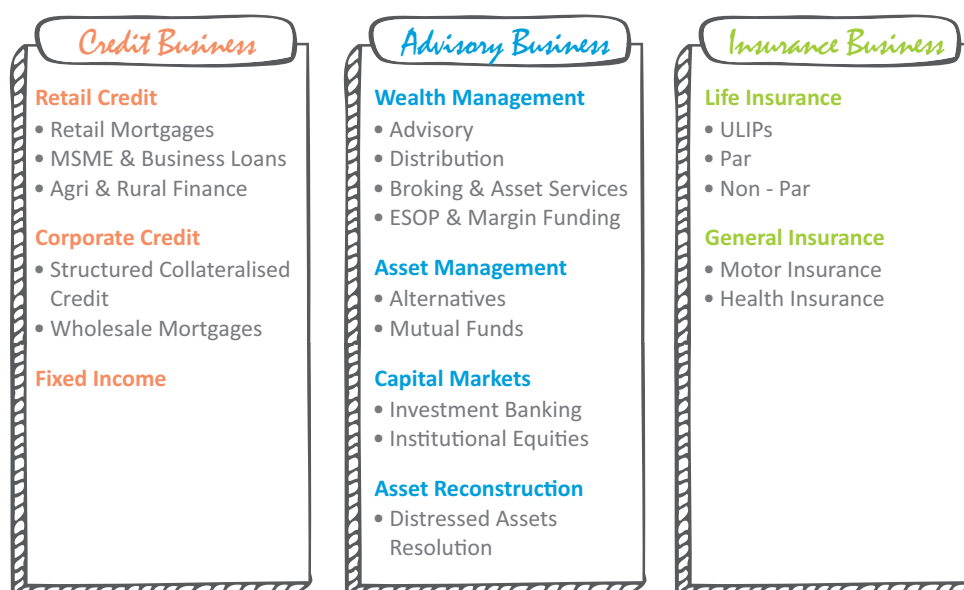 Credit Business
Retail Credit
• Retail Mortgages
• MSME & Business Loans
• Agri & Rural Finance
Corporate Credit
• Structured Collateralised
Credit
• Wholesale Mortgages
Fixed Income
Advisory Business
Wealth Management
• Advisory
• Distribution
• Broking & Asset Services
• ESOP & Margin Funding
Asset Management
• Alternatives
• Mutual Funds
Capital Markets
• Investment Banking
• Institutional Equities
Asset Reconstruction
• Distressed Assets
Resolution
Insurance Business
Life Insurance
• ULIPs
• Par
• Non - Par
General Insurance
• Motor Insurance
• Health Insurance